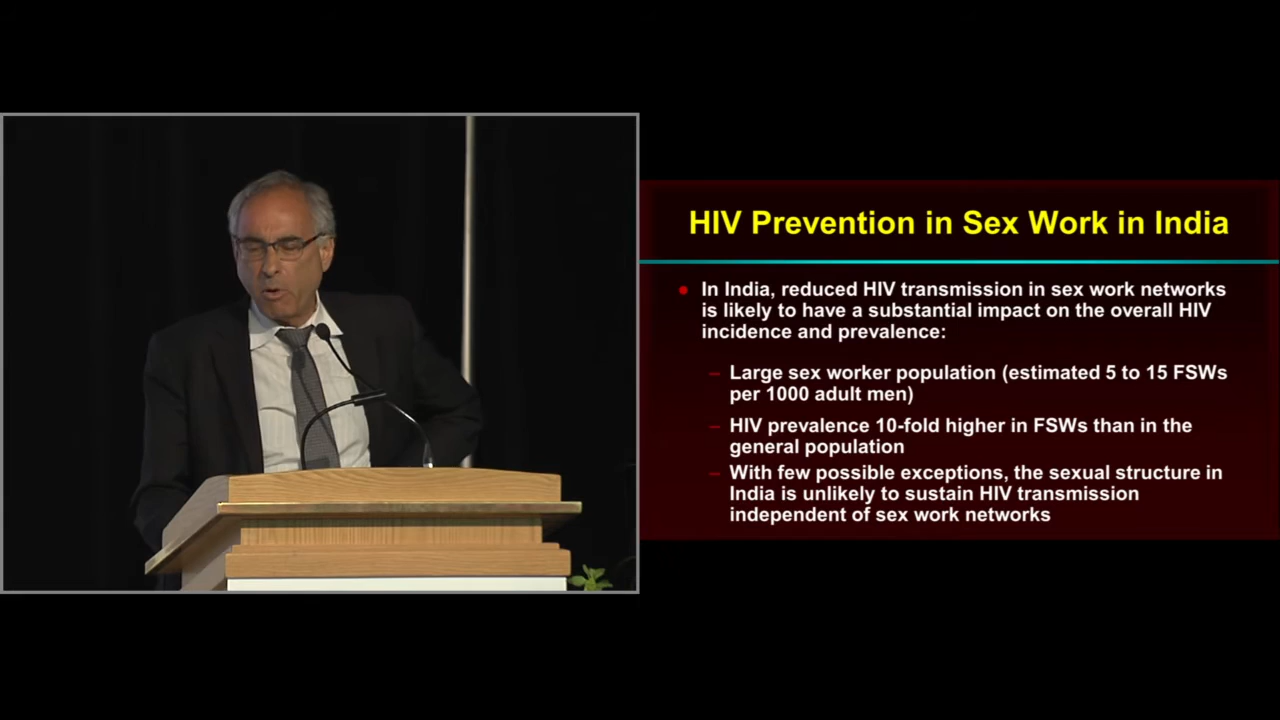 HIV Prevention in Sex Work in India
In India, reduced HIV transmission in sex work networks
is likely to have a substantial impact on the overall HIV
incidence and prevalence:
– Large sex worker population (estimated 5 to 15 FSWs
per 1000 adult men)
– HIV prevalence 10-fold higher in FSWs than in the
general population
– With few possible exceptions, the sexual structure in
India is unlikely to sustain HIV transmission
independent of sex work networks